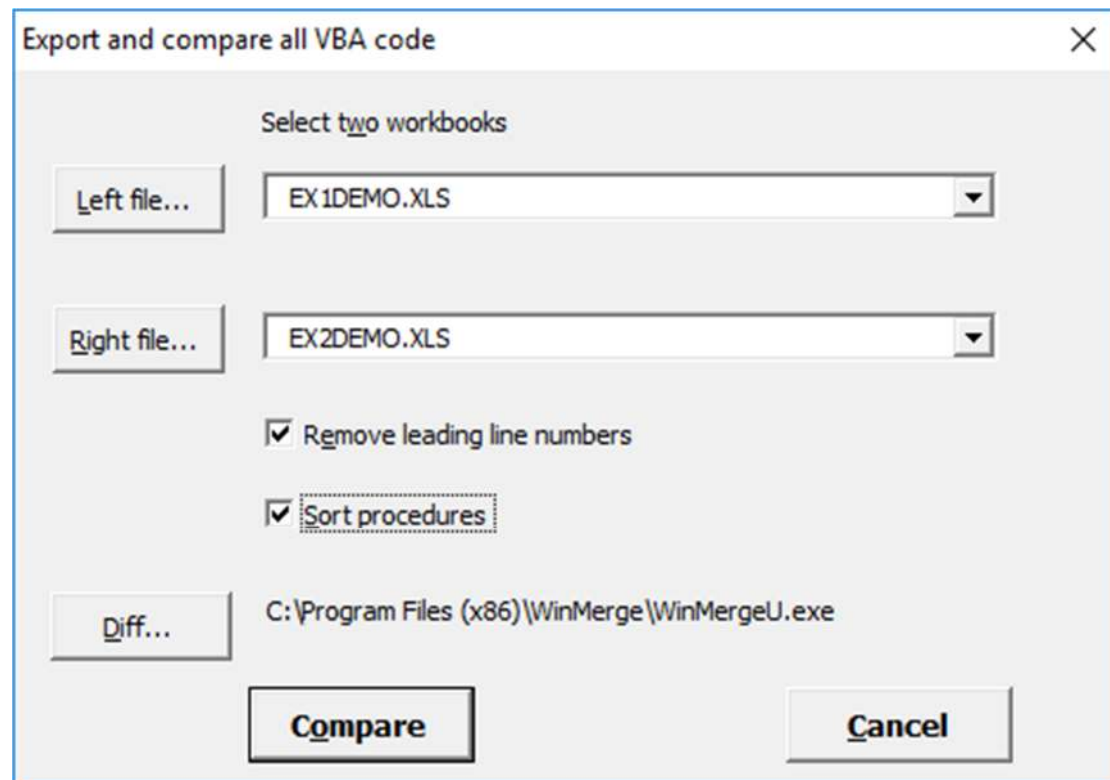 Export and compare all VBA code
Select two workbooks
Left file...
EX1DEMO.XLS
Right file...
EX2DEMO.XLS
Remove leading line numbers
Sort procedures
Diff...
C:\Program Files (x86)\WinMerge\WinMergeU.exe
Compare
Cancel